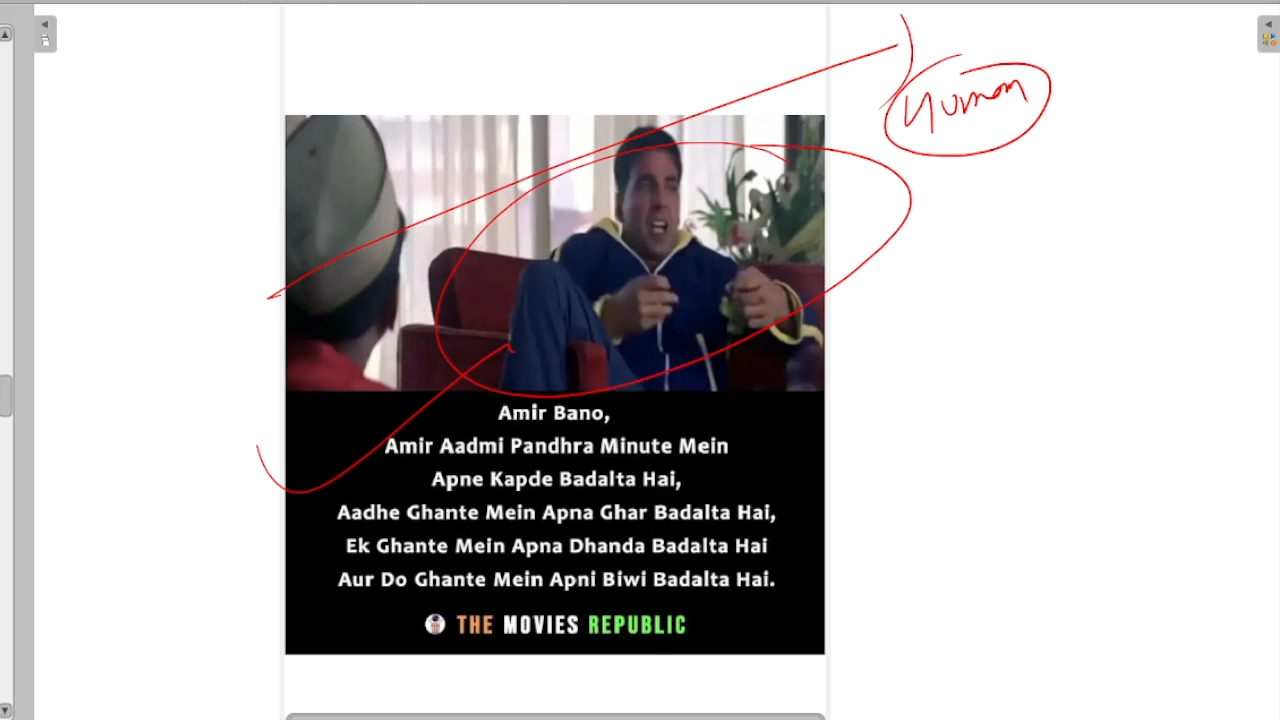 Human
Amir Bano,
Amir Aadmi Pandhra Minute Mein
Apne Kapde Badalta Hai,
Aadhe Ghante Mein Apna Ghar Badalta Hai,
Ek Ghante Mein Apna Dhanda Badalta Hai
Aur Do Ghante Mein Apni Biwi Badalta Hai.
THE MOVIES REPUBLIC